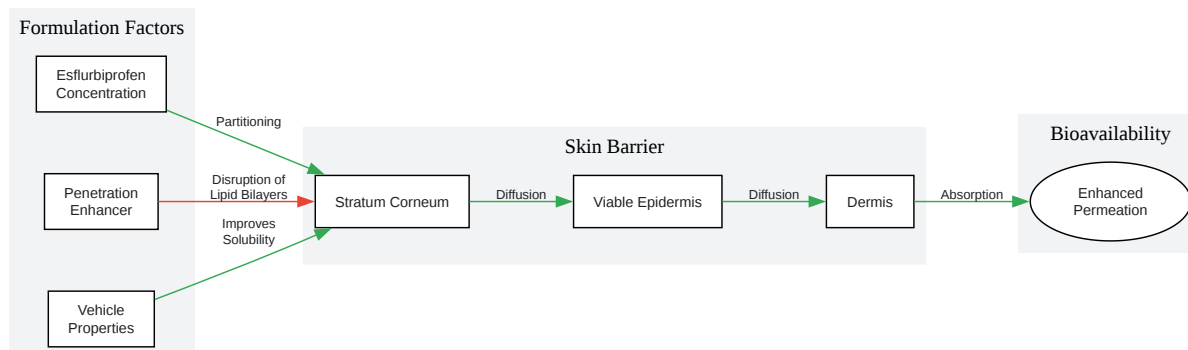 Formulation Factors
Esflurbiprofen
Concentration
Partitioning
Penetration
Enhancer
Disruption of
Lipid Bilayers
Vehicle
Properties
Improves
Solubility
Skin Barrier
Stratum Corneum
Diffusion
Viable Epidermis
Diffusion
Dermis
Absorption
Bioavailability
Enhanced
Permeation